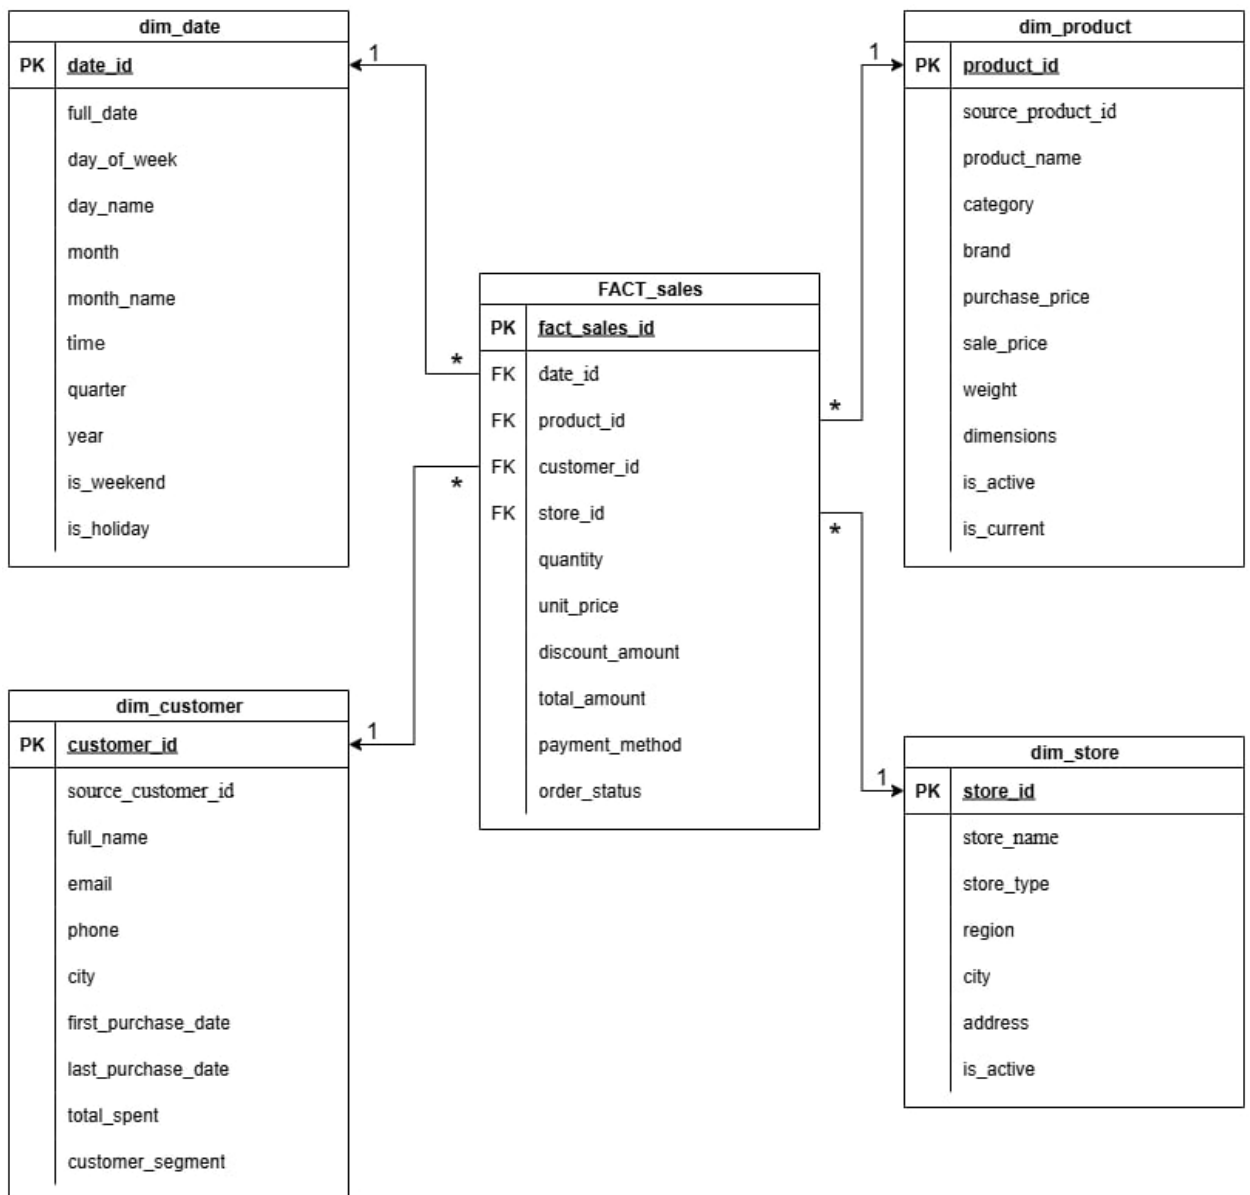 dim_date
PK date_id
full_date
day_of_week
day_name
month
month_name
time
quarter
year
is_weekend
is_holiday
1
*
dim_product
PK product_id
source_product_id
product_name
category
brand
purchase_price
sale_price
weight
dimensions
is_active
is_current
1
*
FACT_sales
PK fact_sales_id
FK date_id
FK product_id
FK customer_id
FK store_id
quantity
unit_price
discount_amount
total_amount
payment_method
order_status
dim_customer
PK customer_id
source_customer_id
full_name
email
phone
city
first_purchase_date
last_purchase_date
total_spent
customer_segment
1
*
dim_store
PK store_id
store_name
store_type
region
city
address
is_active
1
*